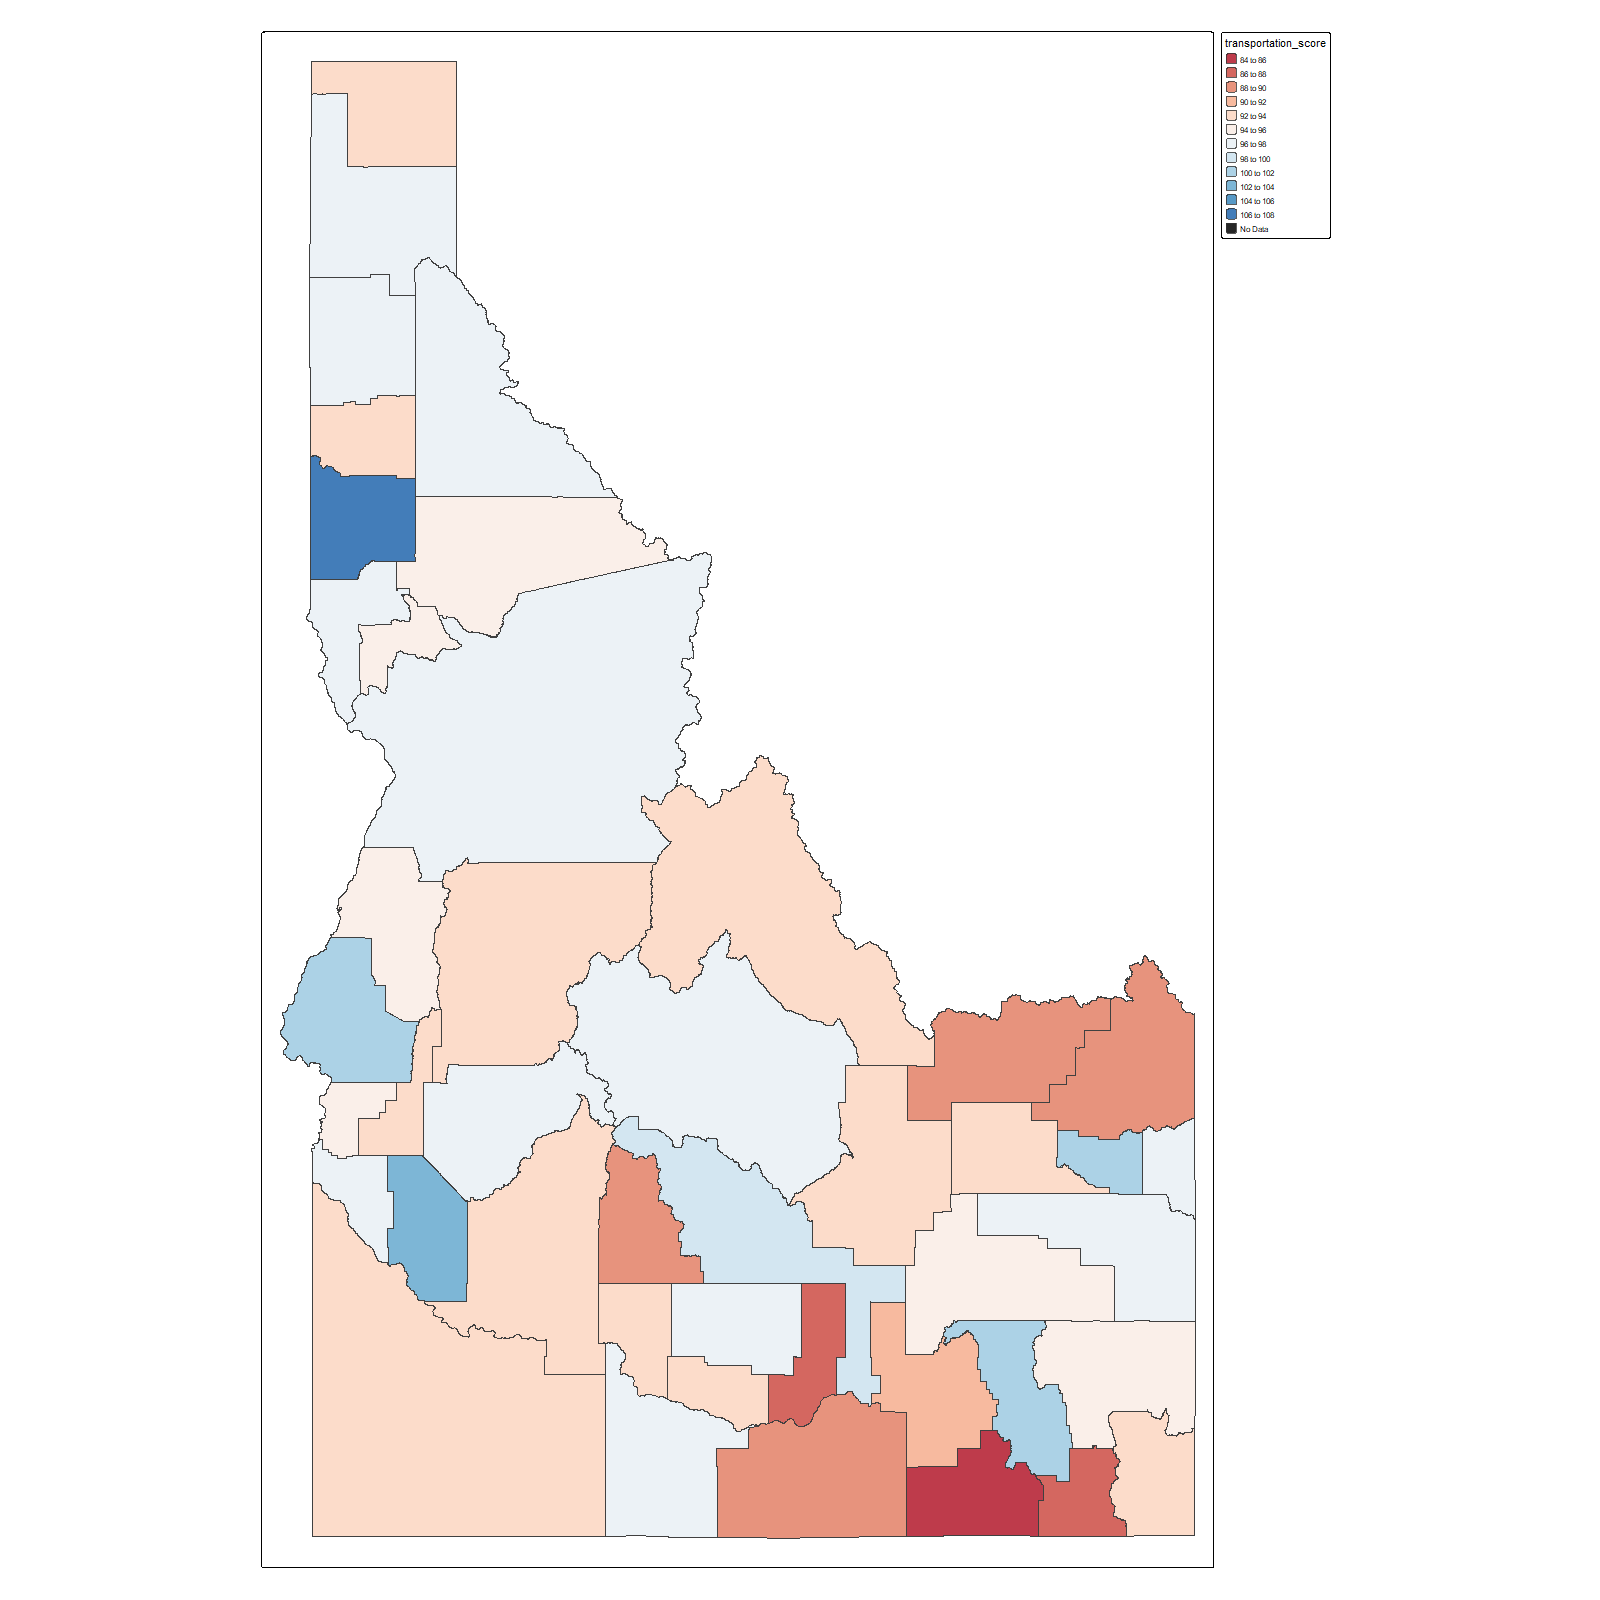 transportation_score
84 to 86
86 to 88
88 to 90
90 to 92
92 to 94
94 to 96
96 to 98
98 to 100
100 to 102
102 to 104
104 to 106
106 to 108
No Data